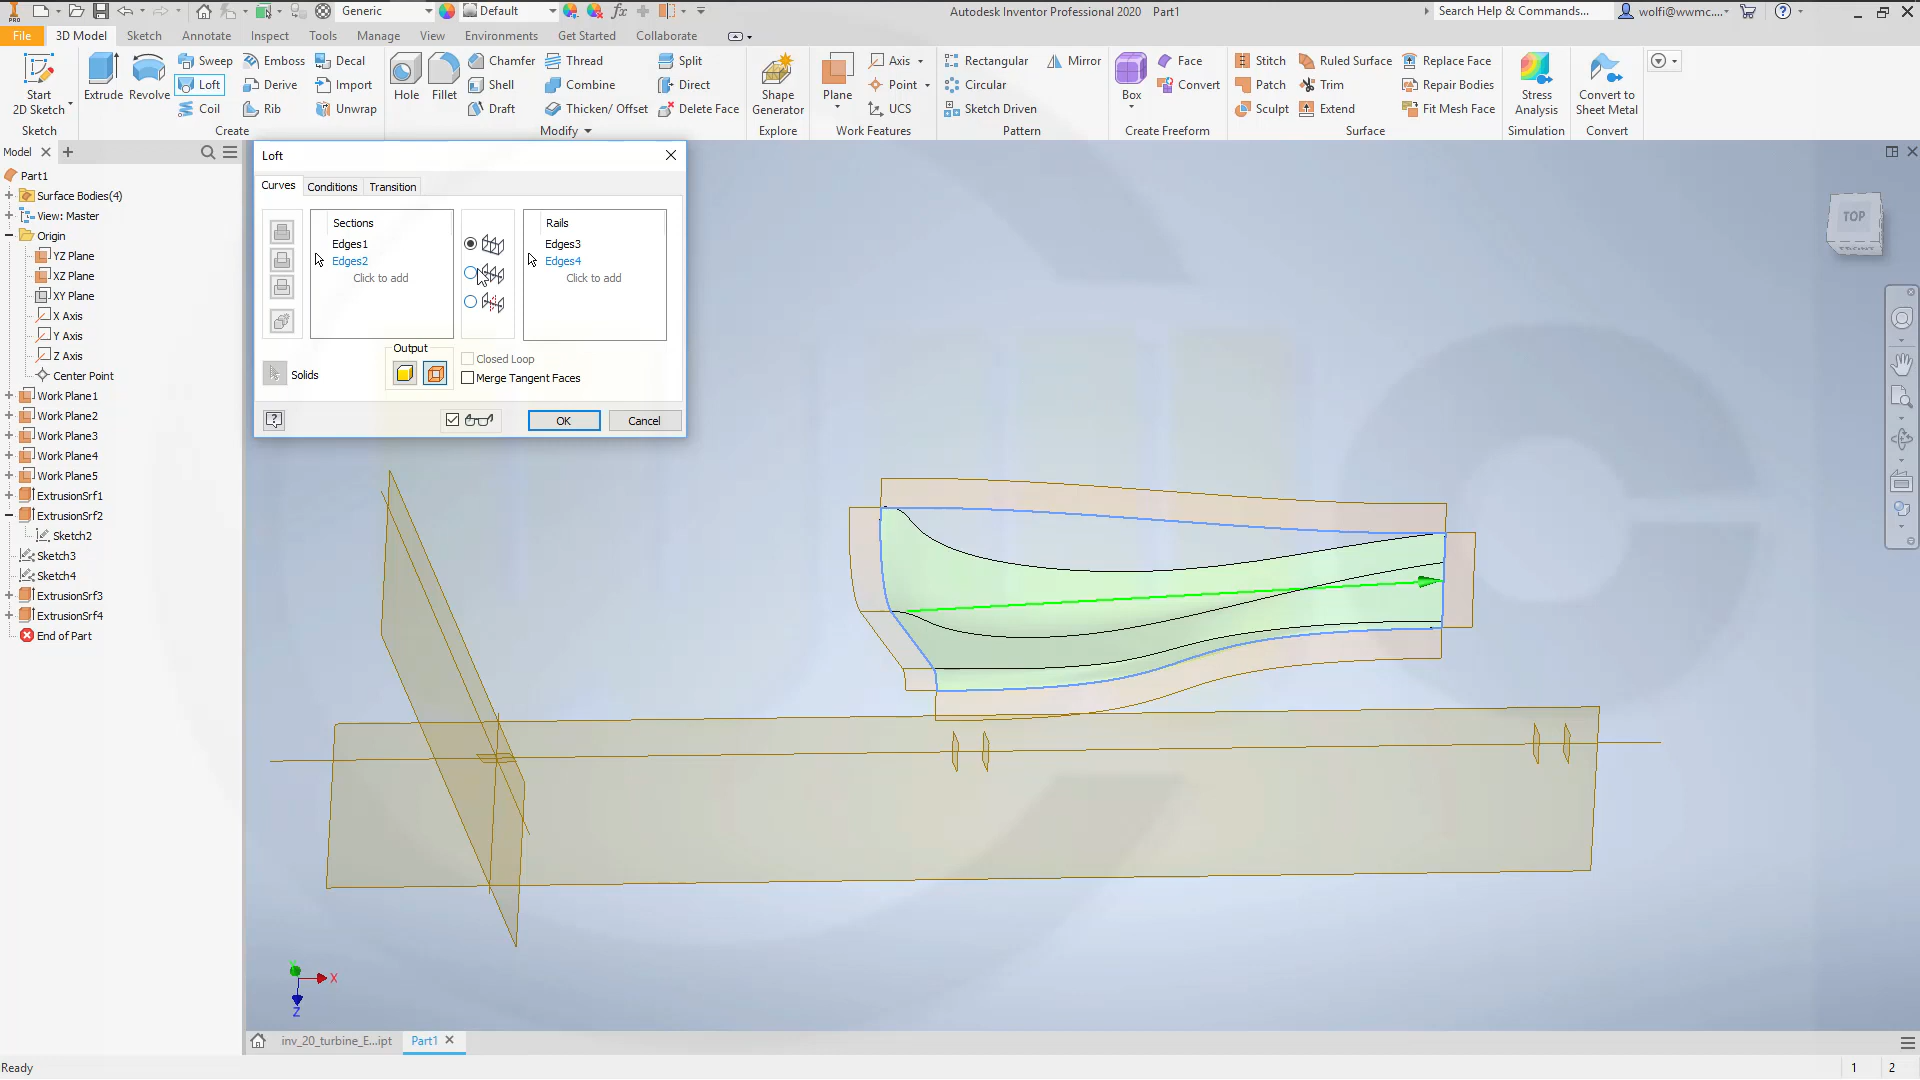 PRO
Generic
Default
fx
Autodesk Inventor Professional 2020 Part1
Search Help & Commands...
wolfi@wwmc....
File
3D Model
Sketch
Annotate
Inspect
Tools
Manage
View
Environments
Get Started
Collaborate
Start
2D Sketch
Extrude
Revolve
Sweep
Loft
Coil
Emboss
Derive
Rib
Decal
Import
Unwrap
Hole
Fillet
Chamfer
Shell
Draft
Thread
Combine
Thicken/ Offset
Split
Direct
Delete Face
Shape
Generator
Plane
Axis
Point
UCS
Rectangular
Circular
Sketch Driven
Mirror
Box
Face
Convert
Stitch
Patch
Sculpt
Ruled Surface
Trim
Extend
Replace Face
Repair Bodies
Fit Mesh Face
Stress
Analysis
Convert to
Sheet Metal
Sketch
Create
Modify
Explore
Work Features
Pattern
Create Freeform
Surface
Simulation
Convert
Model
Part1
Surface Bodies(4)
View: Master
Origin
YZ Plane
XZ Plane
XY Plane
X Axis
Y Axis
Z Axis
Center Point
Work Plane1
Work Plane2
Work Plane3
Work Plane4
Work Plane5
ExtrusionSrf1
ExtrusionSrf2
Sketch2
Sketch3
Sketch4
ExtrusionSrf3
ExtrusionSrf4
End of Part
Loft
Curves
Conditions
Transition
Sections
Edges1
Edges2
Click to add
Rails
Edges3
Edges4
Click to add
Solids
Output
Closed Loop
Merge Tangent Faces
OK
Cancel
TOP
X
Z
inv_20_turbine_E...ipt
Part1
Ready
1
2